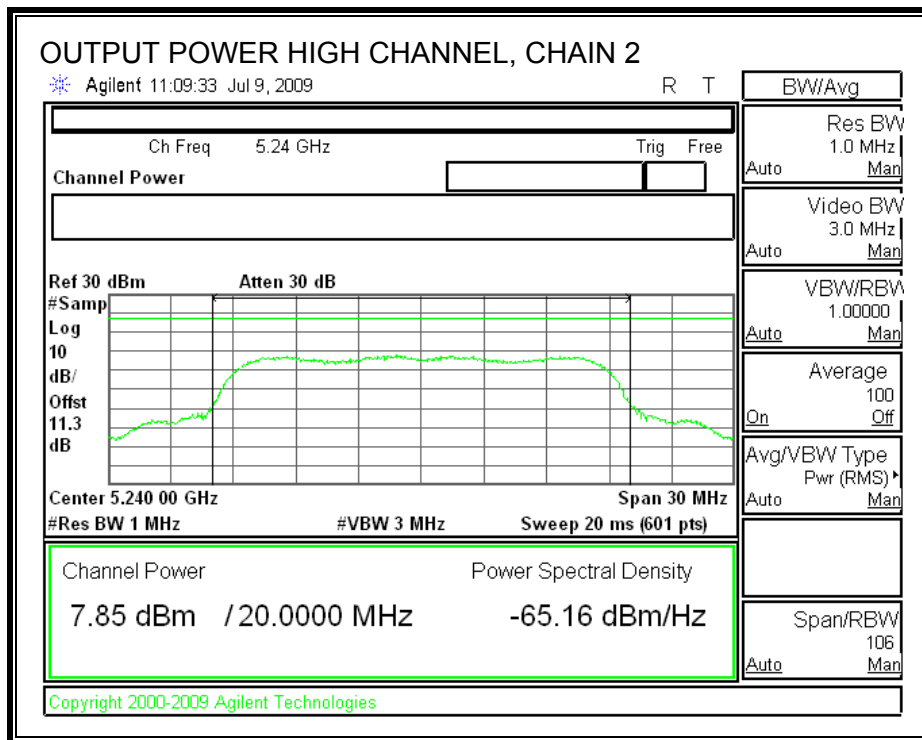 OUTPUT POWER HIGH CHANNEL, CHAIN 2
Agilent 11:09:33 Jul 9, 2009
R T
Ch Freq 5.24 GHz
Trig Free
Channel Power
Ref 30 dBm
Atten 30 dB
#Samp
Log
10
dB/
Offst
11.3
dB
Center 5.240 00 GHz
Span 30 MHz
#Res BW 1 MHz
#VBW 3 MHz
Sweep 20 ms (601 pts)
Channel Power
Power Spectral Density
7.85 dBm / 20.0000 MHz
-65.16 dBm/Hz
Copyright 2000-2009 Agilent Technologies
BW/Avg
Res BW
1.0 MHz
Auto Man
Video BW
3.0 MHz
Auto Man
VBW/RBW
1.00000
Auto Man
Average
100
On Off
Avg/VBW Type
Pwr (RMS)
Auto Man
Span/RBW
106
Auto Man